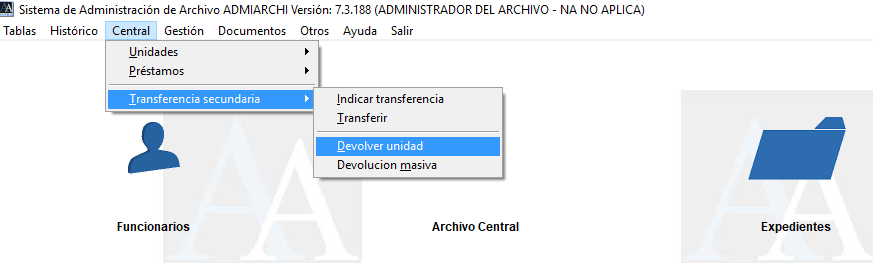 Sistema de Administración de Archivo ADMIARCHI Versión: 7.3.188 (ADMINISTRADOR DEL ARCHIVO - NA NO APLICA)
Tablas Histórico Central Gestión Documentos Otros Ayuda Salir
Unidades
Préstamos
Transferencia secundaria
Indicar transferencia
Transferir
Devolver unidad
Devolucion masiva
Funcionarios Archivo Central Expedientes